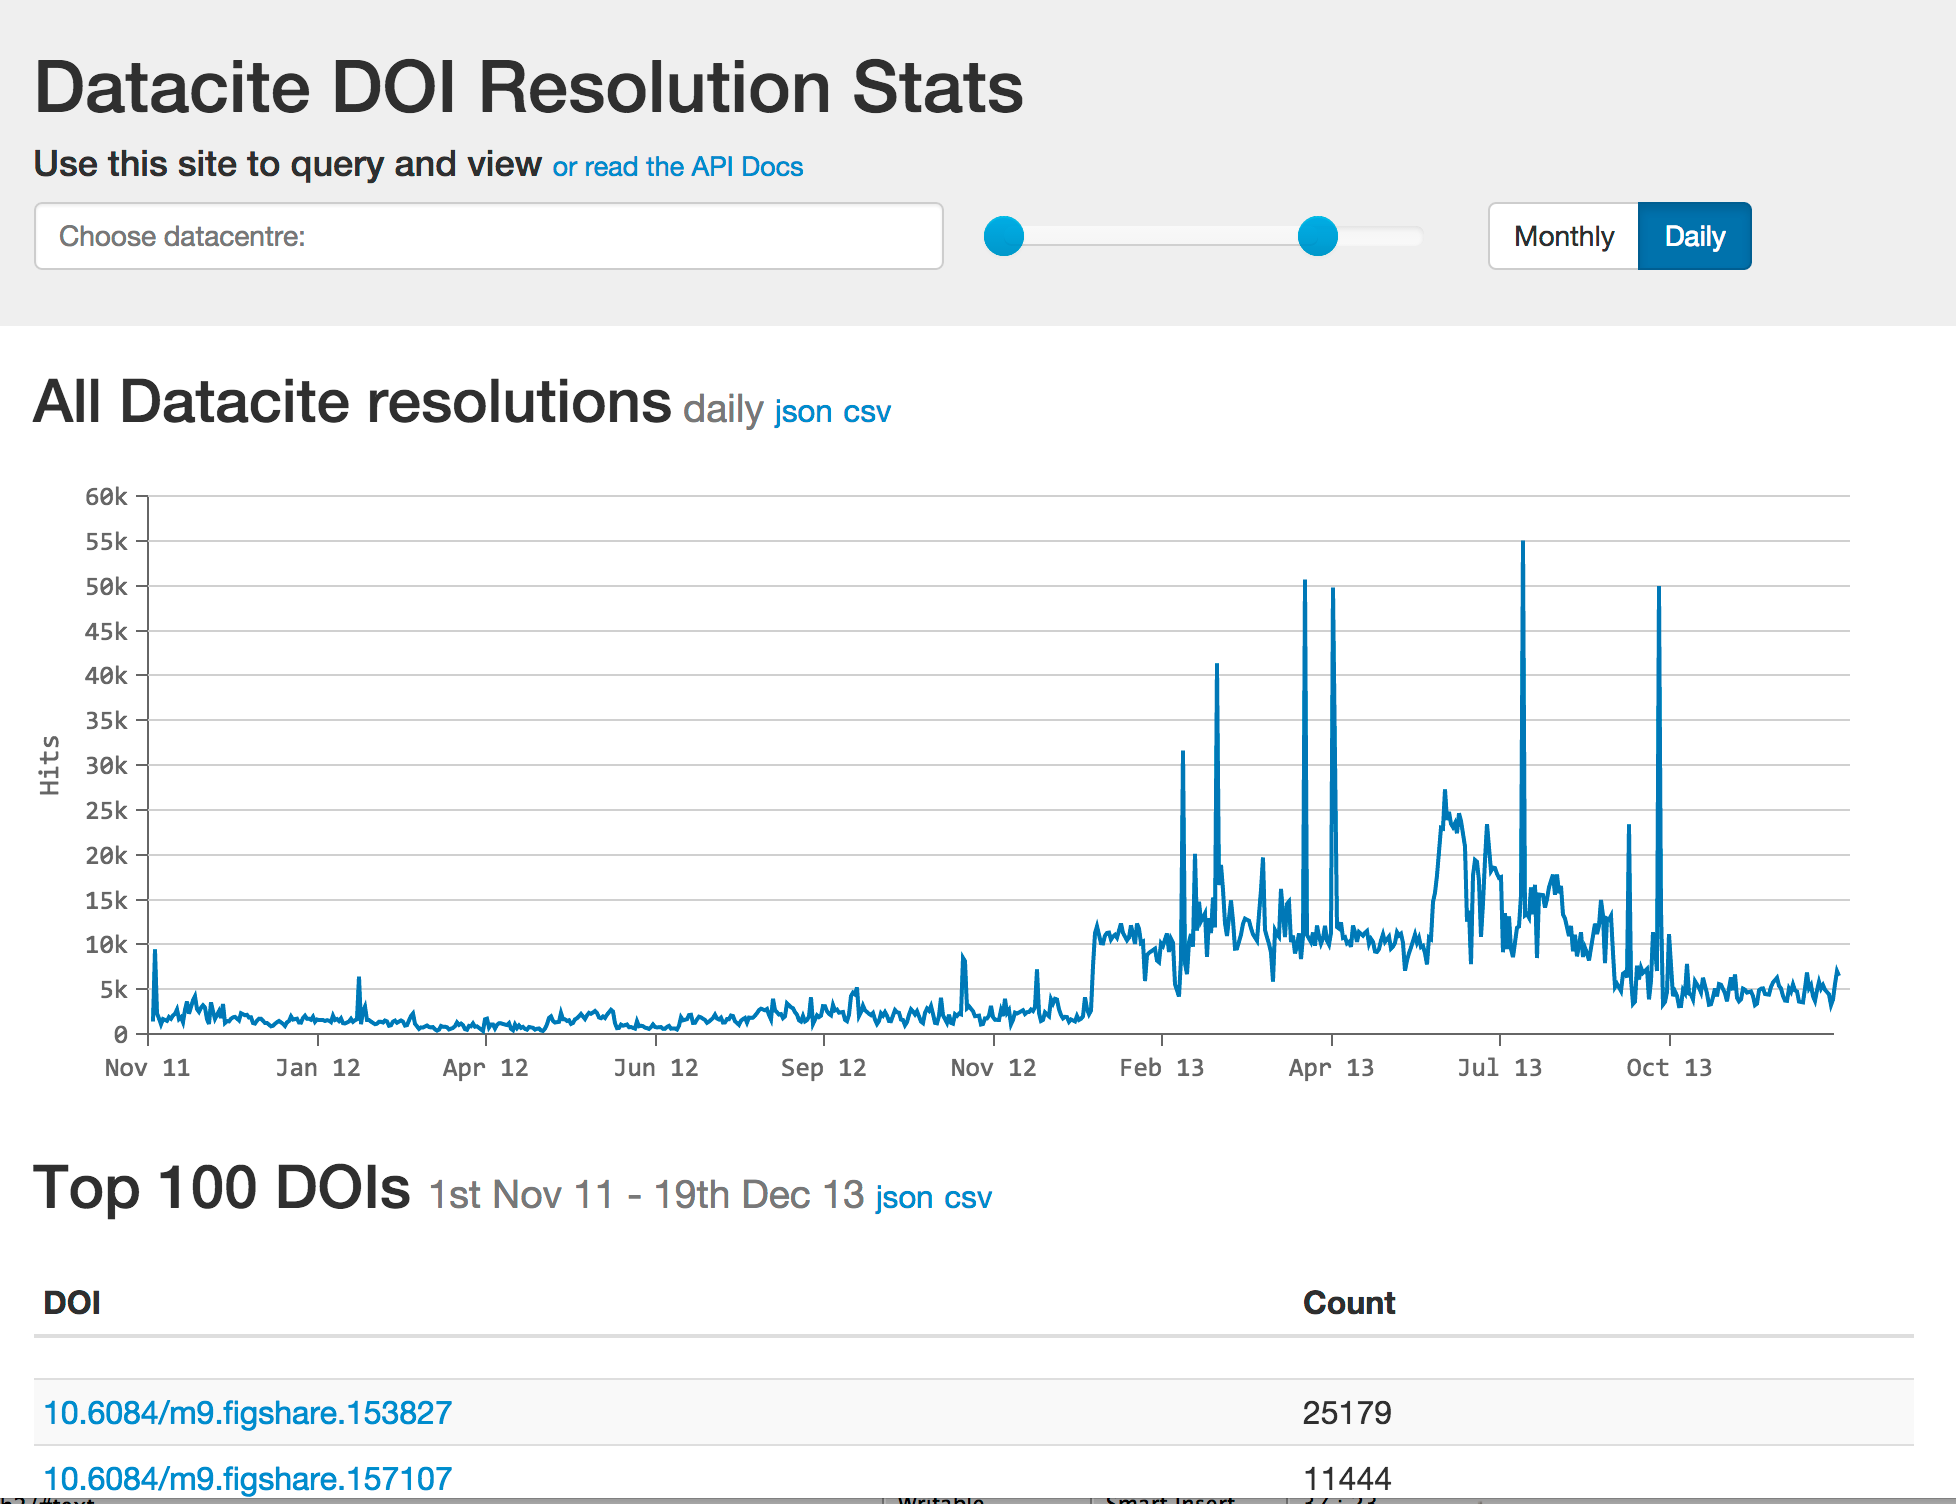 Datacite DOI Resolution Stats
Use this site to query and view or read the API Docs
Choose datacentre:
Monthly Daily
All Datacite resolutions daily json csv
60k
55k
50k
45k
40k
35k
30k
25k
20k
15k
10k
5k
0
Hits
Nov 11 Jan 12 Apr 12 Jun 12 Sep 12 Nov 12 Feb 13 Apr 13 Jul 13 Oct 13
Top 100 DOIs 1st Nov 11 - 19th Dec 13 json csv
DOI Count
10.6084/m9.figshare.153827 25179
10.6084/m9.figshare.157107 11444
Writable Smart Insert